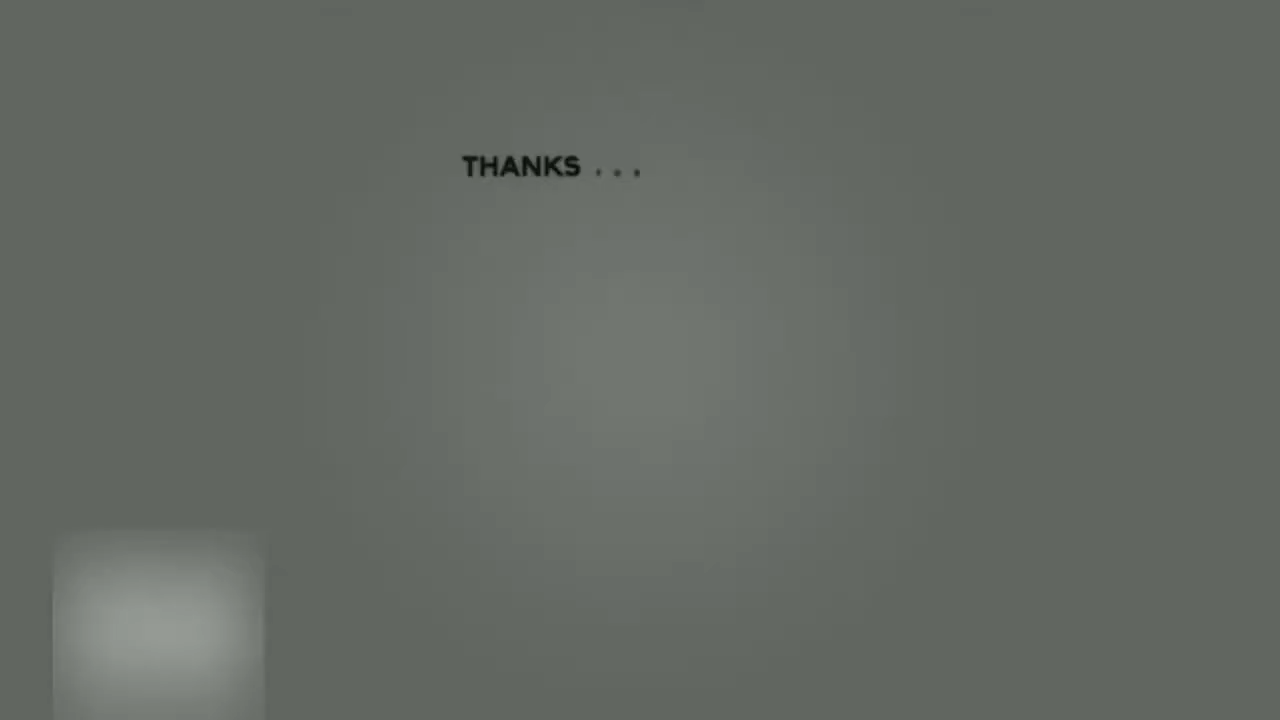 THANKS . . .